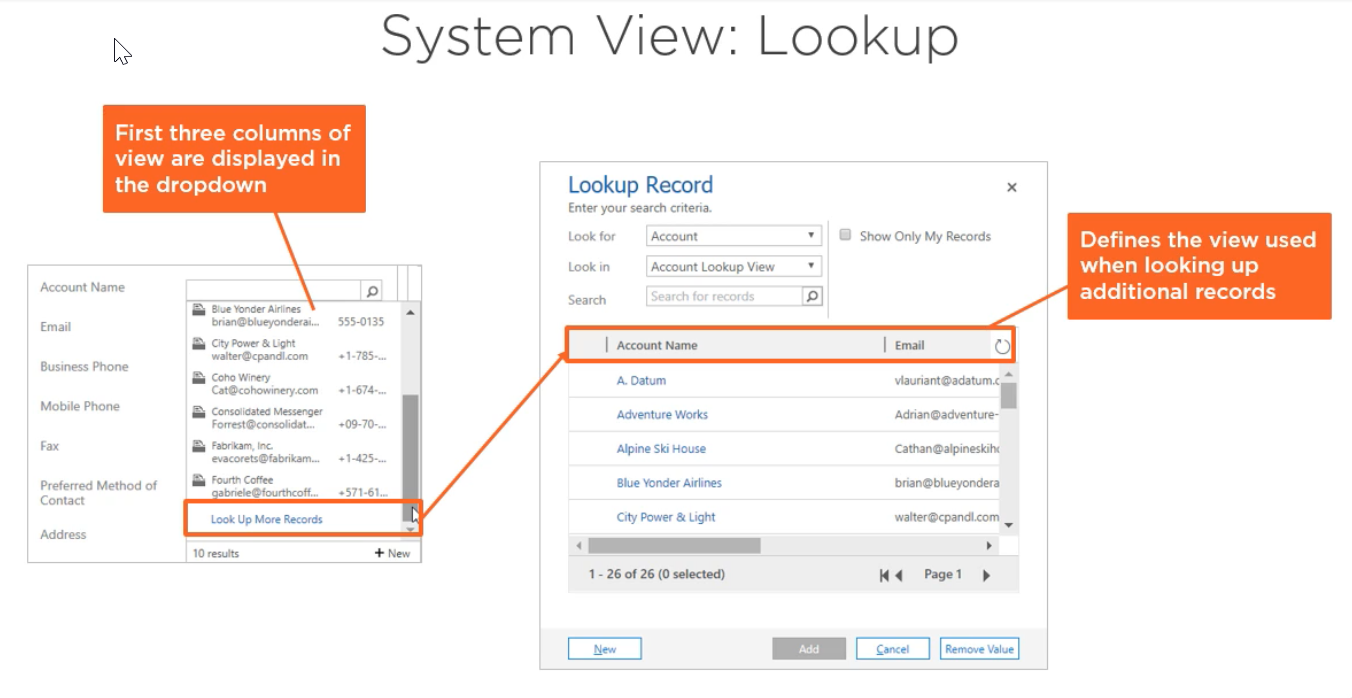 System View: Lookup
First three columns of
view are displayed in
the dropdown
Account Name
Email
Business Phone
Mobile Phone
Fax
Preferred Method of
Contact
Address
Blue Yonder Airlines
brian@blueyonderai... 555-0135
City Power & Light
walter@cpandl.com +1-785-...
Coho Winery
Cat@cohowinery.com +1-674-...
Consolidated Messenger
Forrest@consolidat... +09-70-...
Fabrikam, Inc.
evacorets@fabrikam... +1-425-...
Fourth Coffee
gabriele@fourthcoff... +571-61...
Look Up More Records
10 results + New
Lookup Record
Enter your search criteria.
Look for Account Show Only My Records
Look in Account Lookup View
Search Search for records
Account Name Email
A. Datum vlauriant@adatum.c
Adventure Works Adrian@adventure-
Alpine Ski House Cathan@alpineskiho
Blue Yonder Airlines brian@blueyondera
City Power & Light walter@cpandl.com
1 - 26 of 26 (0 selected) Page 1
New Add Cancel Remove Value
Defines the view used
when looking up
additional records